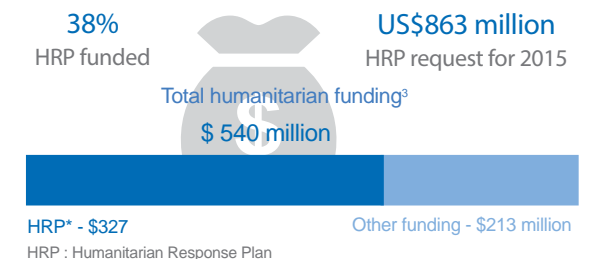 38%
HRP funded
US$863 million
HRP request for 2015
Total humanitarian funding³
$
$ 540 million
HRP* - $327
Other funding - $213 million
HRP : Humanitarian Response Plan